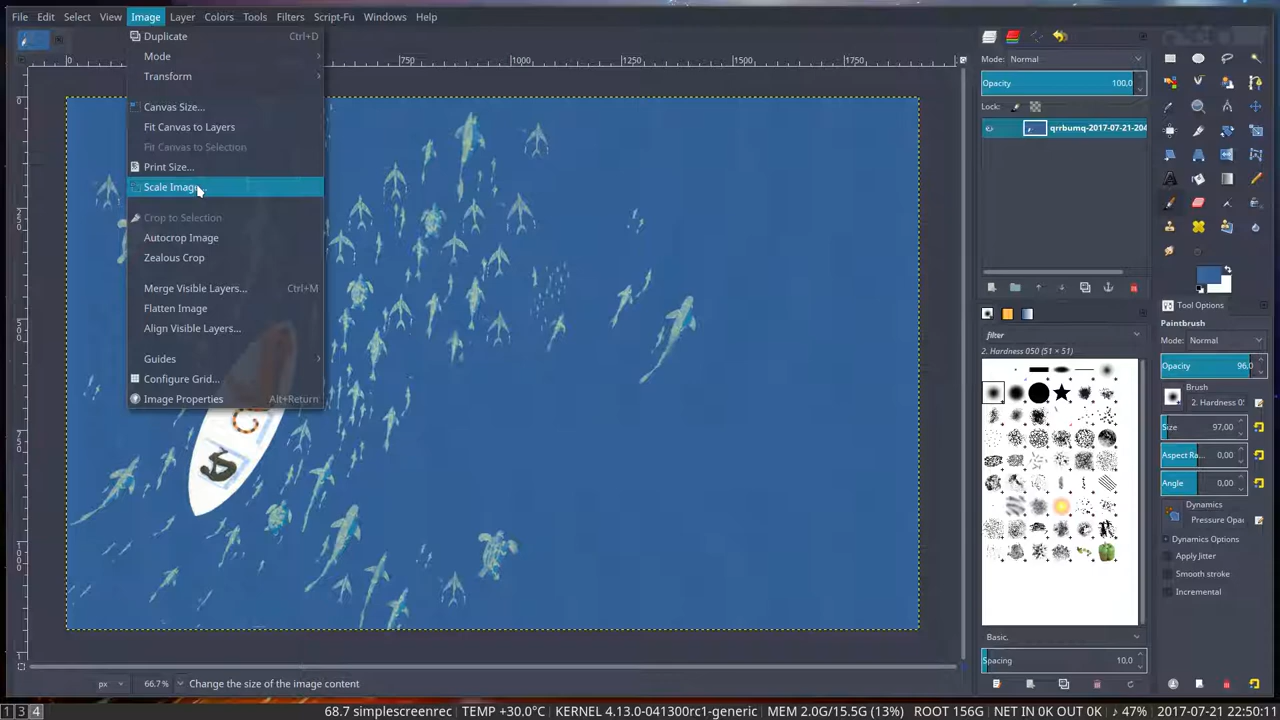 File Edit Select View Image Layer Colors Tools Filters Script-Fu Windows Help
Duplicate Ctrl+D
Mode
Transform
Canvas Size...
Fit Canvas to Layers
Fit Canvas to Selection
Print Size...
Scale Image...
Crop to Selection
Autocrop Image
Zealous Crop
Merge Visible Layers... Ctrl+M
Flatten Image
Align Visible Layers...
Guides
Configure Grid...
Image Properties Alt+Return
0 750 1000 1250 1500 1750
Mode: Normal
Opacity 100,0
Lock:
qrrbumq-2017-07-21-204
filter
2. Hardness 050 (51 × 51)
Basic.
Spacing 10,0
Tool Options
Paintbrush
Mode: Normal
Opacity 96,0
Brush
2. Hardness 0
Size 97,00
Aspect Ra... 0,00
Angle 0,00
Dynamics
Pressure Opa
Dynamics Options
Apply Jitter
Smooth stroke
Incremental
px 66.7% Change the size of the image content
1 3 4 68.7 simplescreenrec TEMP +30.0°C KERNEL 4.13.0-041300rc1-generic MEM 2.0G/15.5G (13%) ROOT 156G IN NET 0K OUT 0K ♪ 47% 2017-07-21 22:50:11